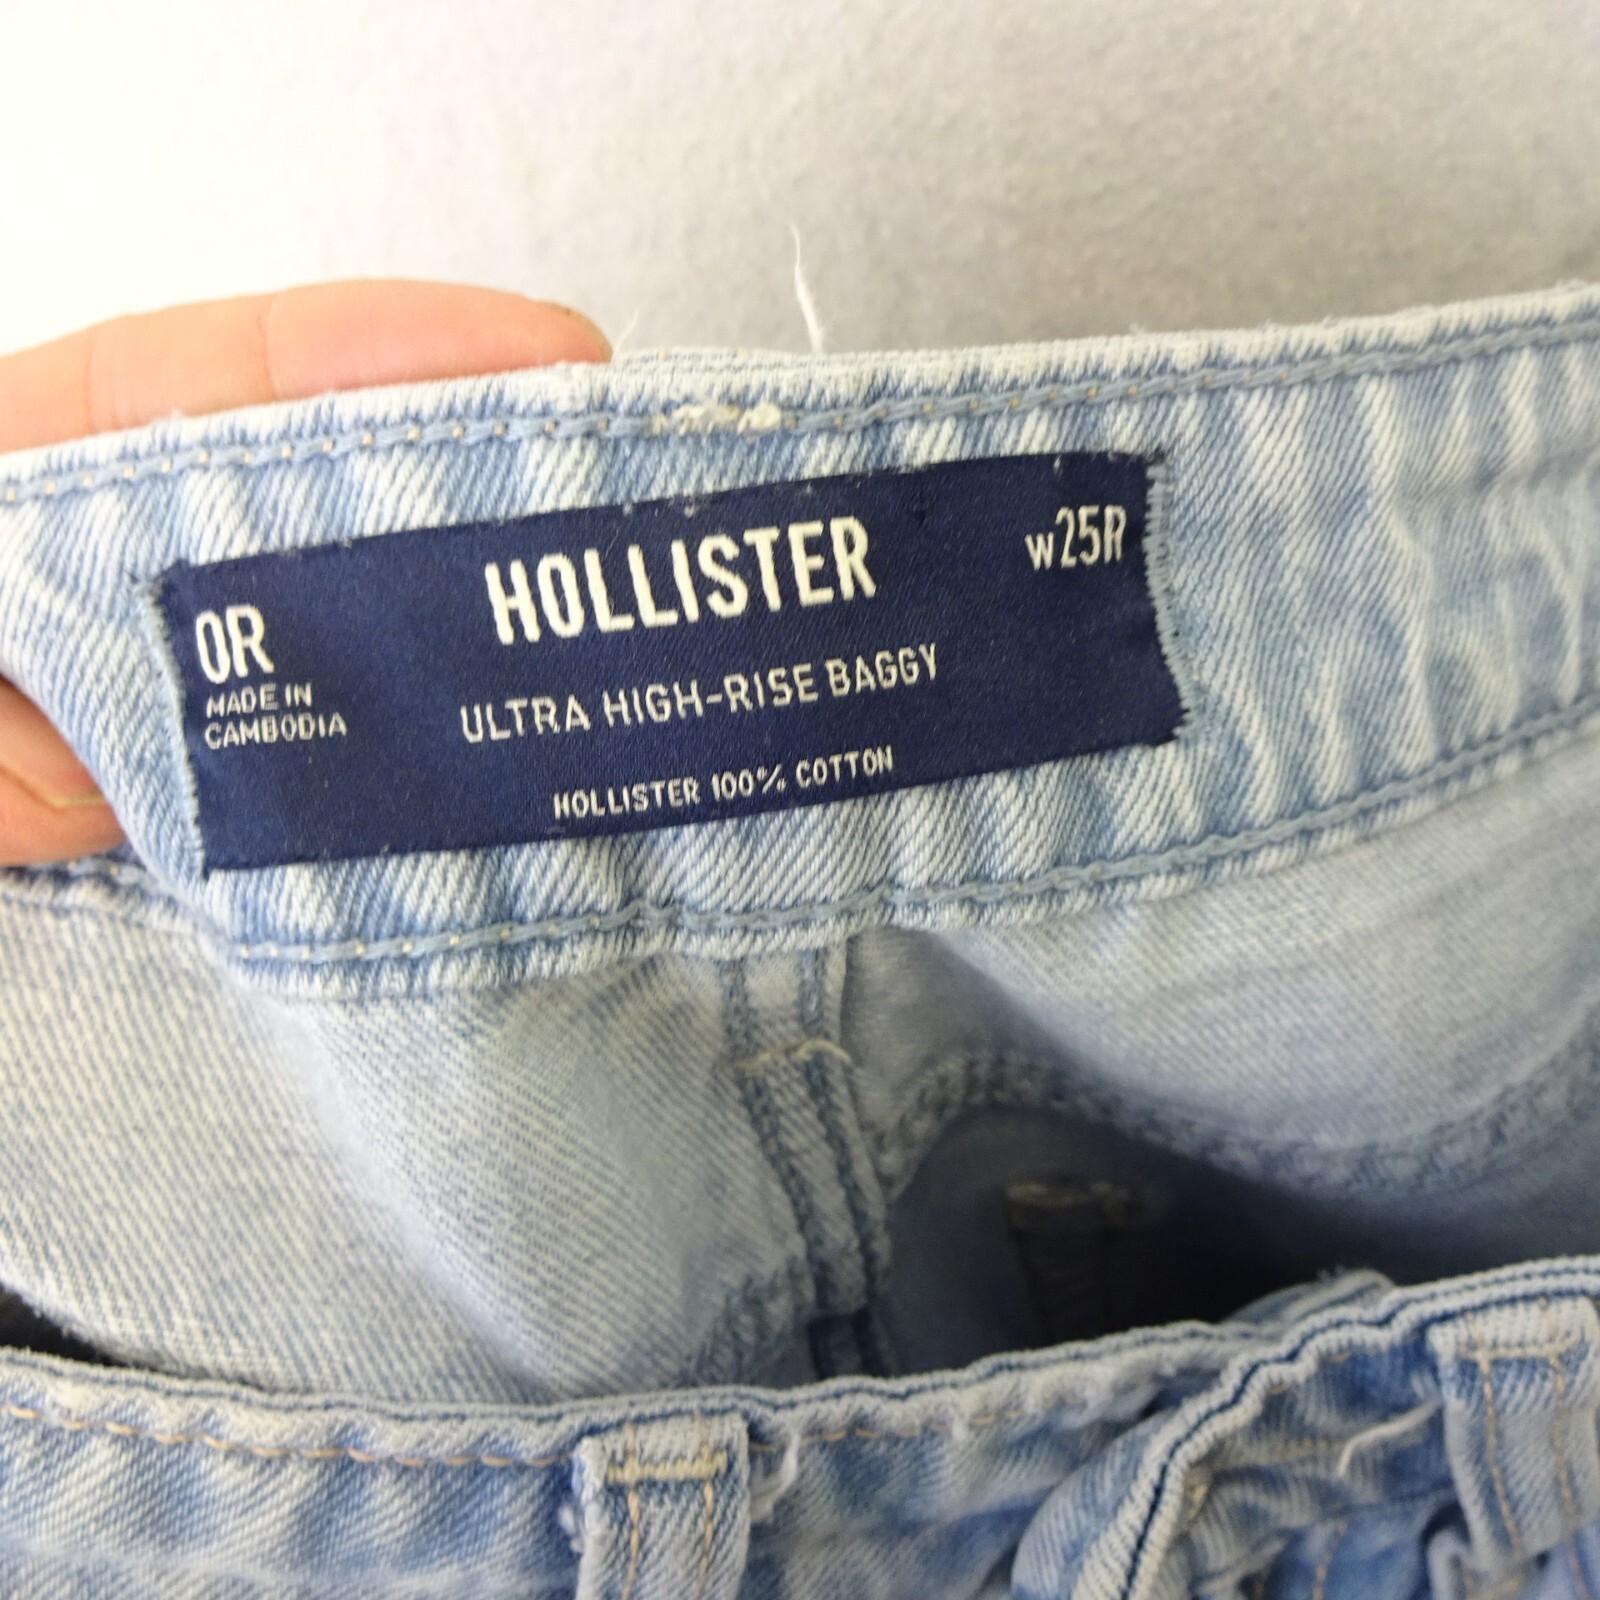 HOLLISTER
w25R
0R
MADE IN
CAMBODIA
ULTRA HIGH-RISE BAGGY
HOLLISTER 100% COTTON